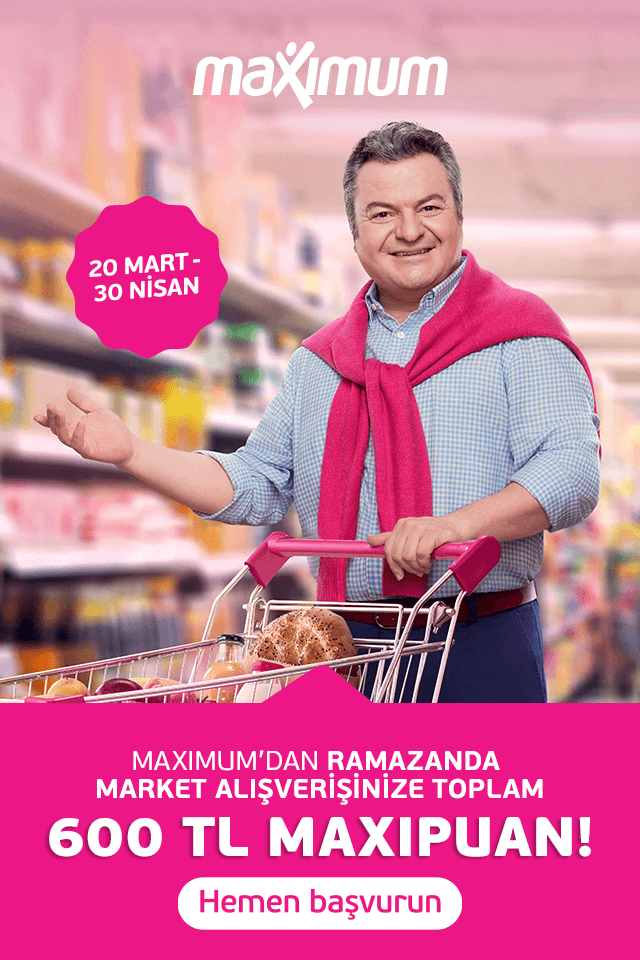 maximum
20 MART -
30 NİSAN
MAXIMUM'DAN RAMAZANDA
MARKET ALIŞVERİŞİNİZE TOPLAM
600 TL MAXIPUAN!
Hemen başvurun